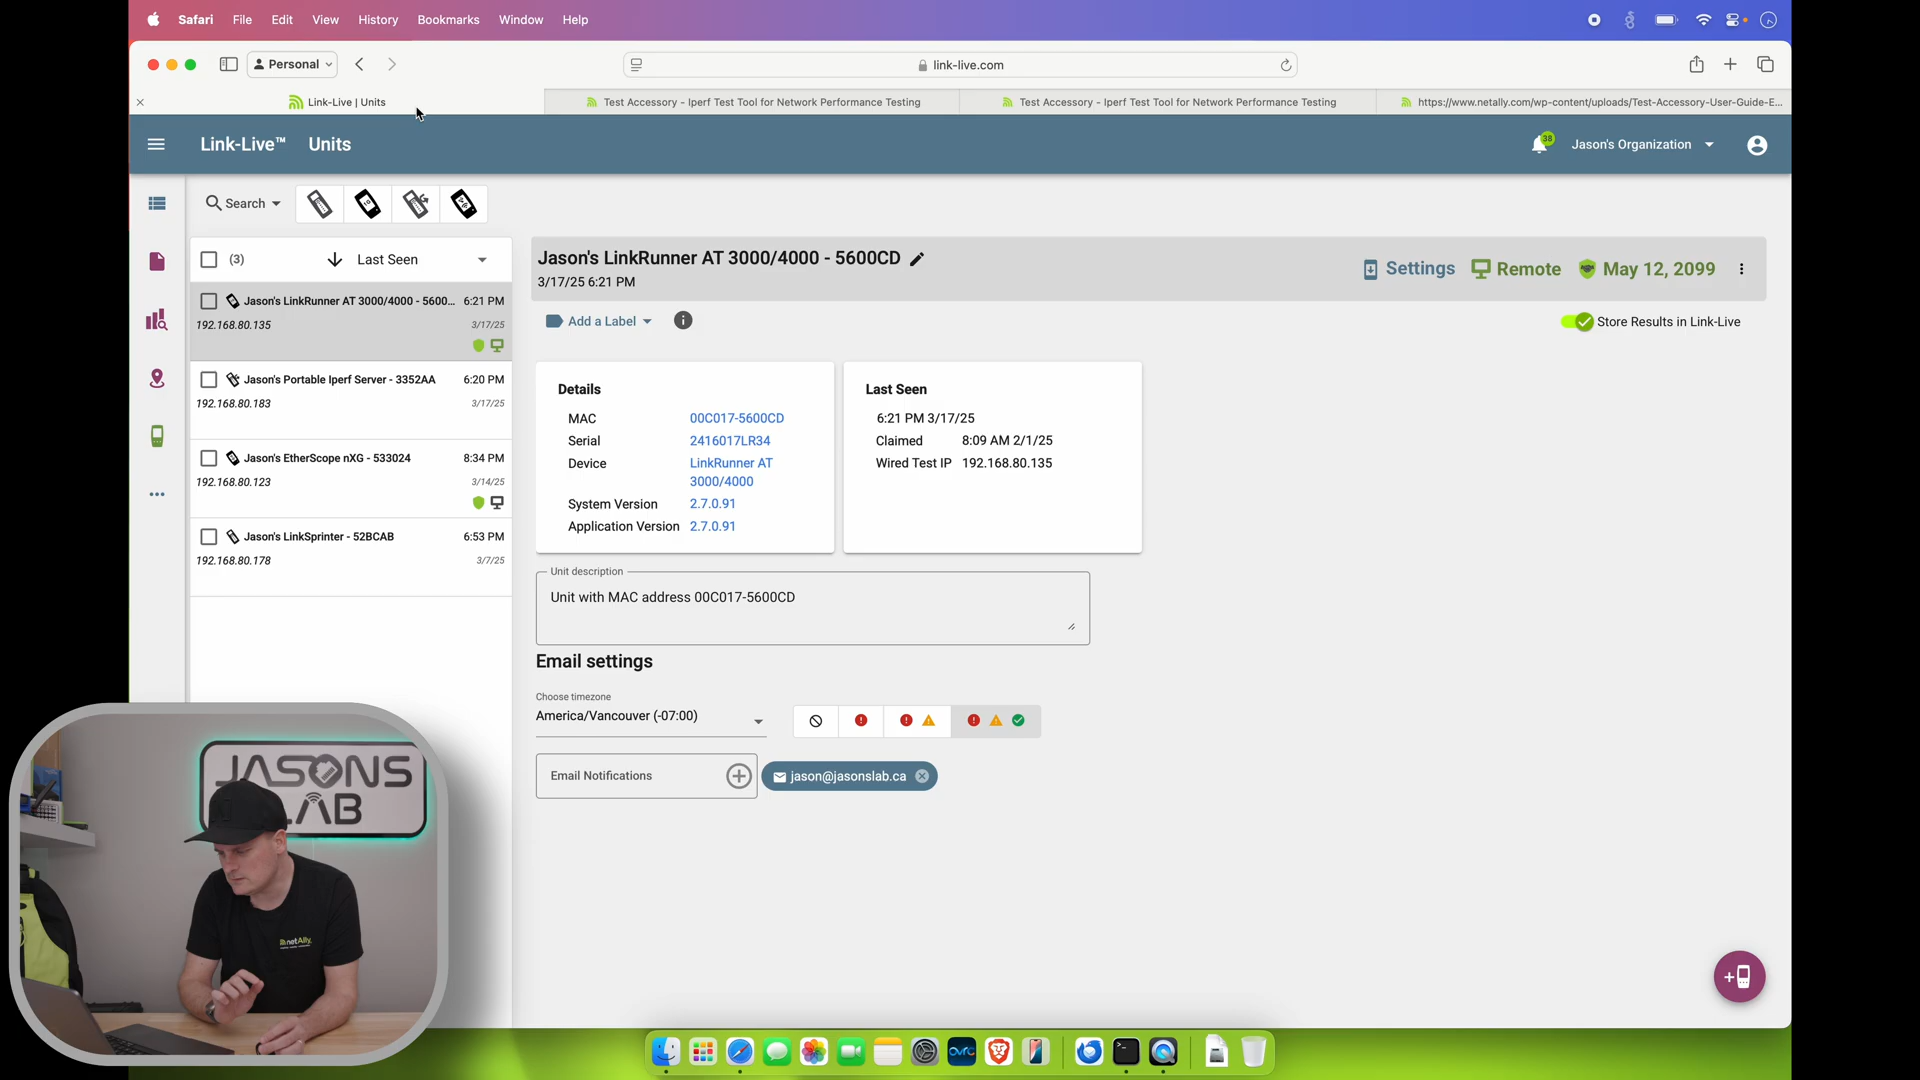 Safari File Edit View History Bookmarks Window Help
Personal
link-live.com
Link-Live | Units
Test Accessory - Iperf Test Tool for Network Performance Testing
Test Accessory - Iperf Test Tool for Network Performance Testing
https://www.netally.com/wp-content/uploads/Test-Accessory-User-Guide-E...
Link-Live™ Units
38
Jason's Organization
Search
(3)
Last Seen
Jason's LinkRunner AT 3000/4000 - 5600... 6:21 PM
192.168.80.135 3/17/25
Jason's Portable Iperf Server - 3352AA 6:20 PM
192.168.80.183 3/17/25
Jason's EtherScope nXG - 533024 8:34 PM
192.168.80.123 3/14/25
Jason's LinkSprinter - 52BCAB 6:53 PM
192.168.80.178 3/7/25
Jason's LinkRunner AT 3000/4000 - 5600CD
3/17/25 6:21 PM
Settings Remote May 12, 2099
Add a Label
Store Results in Link-Live
Details
MAC 00C017-5600CD
Serial 2416017LR34
Device LinkRunner AT
3000/4000
System Version 2.7.0.91
Application Version 2.7.0.91
Last Seen
6:21 PM 3/17/25
Claimed 8:09 AM 2/1/25
Wired Test IP 192.168.80.135
Unit description
Unit with MAC address 00C017-5600CD
Email settings
Choose timezone
America/Vancouver (-07:00)
Email Notifications
jason@jasonslab.ca
JASONS
LAB
netAlly
ovrc